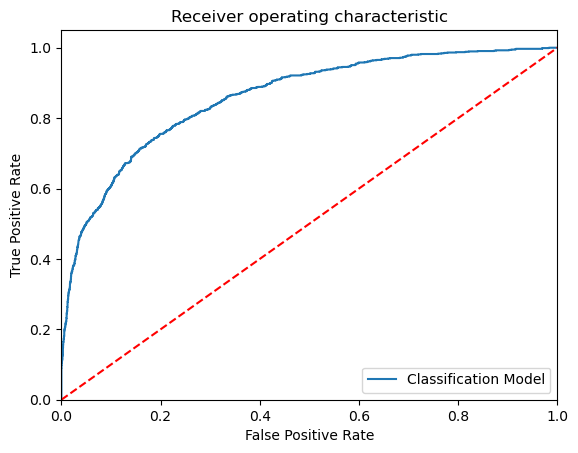 Receiver operating characteristic
True Positive Rate
1.0
0.8
0.6
0.4
0.2
0.0
Classification Model
0.0 0.2 0.4 0.6 0.8 1.0
False Positive Rate